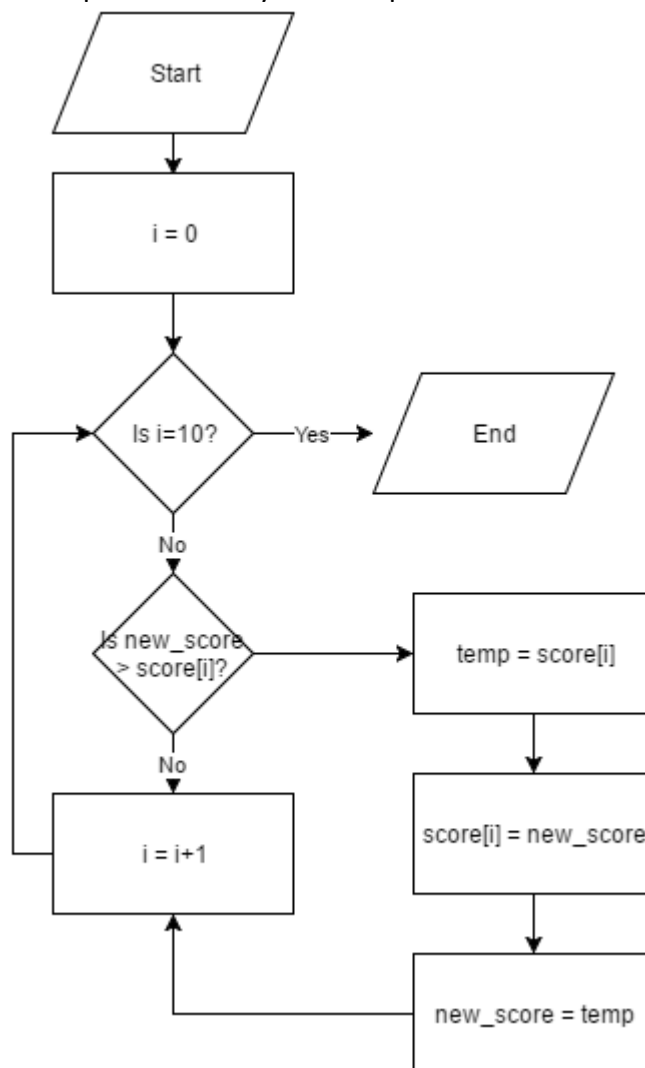 Start
i = 0
Is i=10?
Yes
End
No
Is new_score
> score[i]?
temp = score[i]
No
i = i+1
score[i] = new_score
new_score = temp